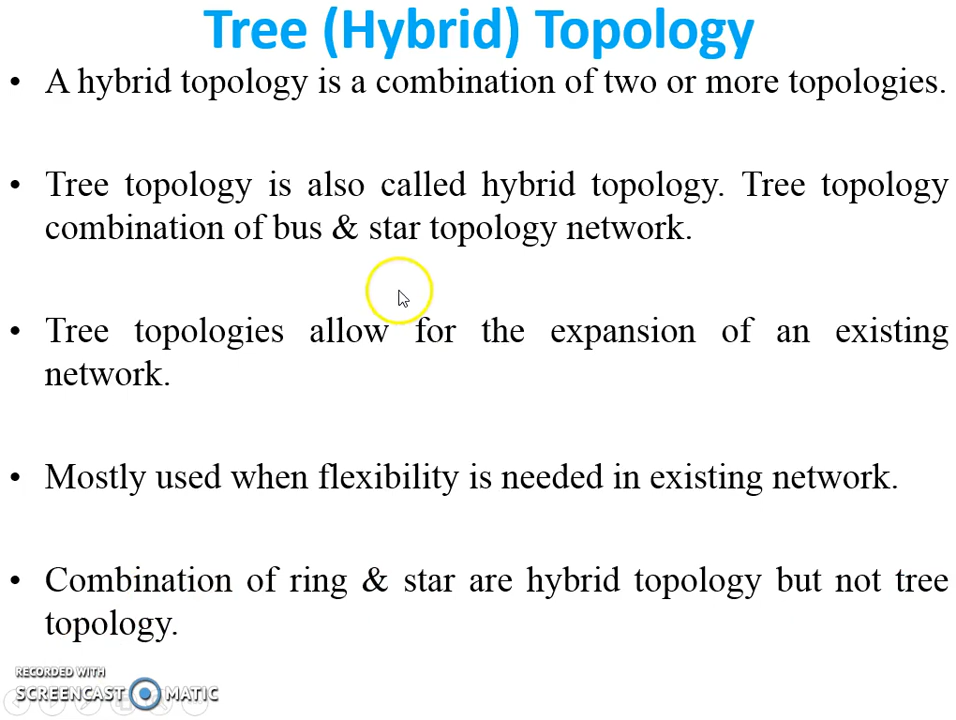 Tree (Hybrid) Topology
• A hybrid topology is a combination of two or more topologies.
• Tree topology is also called hybrid topology. Tree topology
combination of bus & star topology network.
• Tree topologies allow for the expansion of an existing
network.
• Mostly used when flexibility is needed in existing network.
• Combination of ring & star are hybrid topology but not tree
topology.
RECORDED WITH
SCREENCAST MATIC